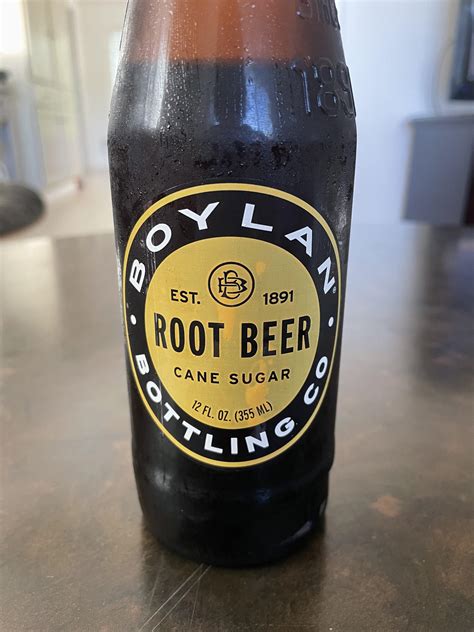 BOYLAN
EST. 1891
ROOT BEER
CANE SUGAR
12 FL. OZ. (355 ML)
BOTTLING CO